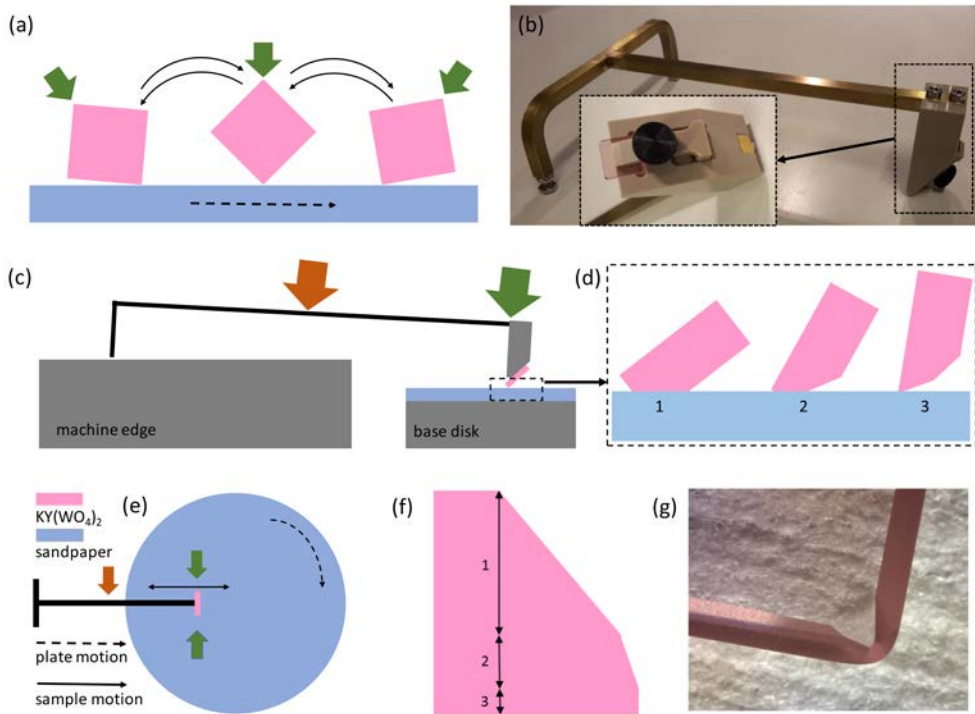 (a)
(b)
(c)
(d)
machine edge
base disk
1
2
3
(e)
KY(WO₄)₂
sandpaper
plate motion
sample motion
(f)
1
2
3
(g)